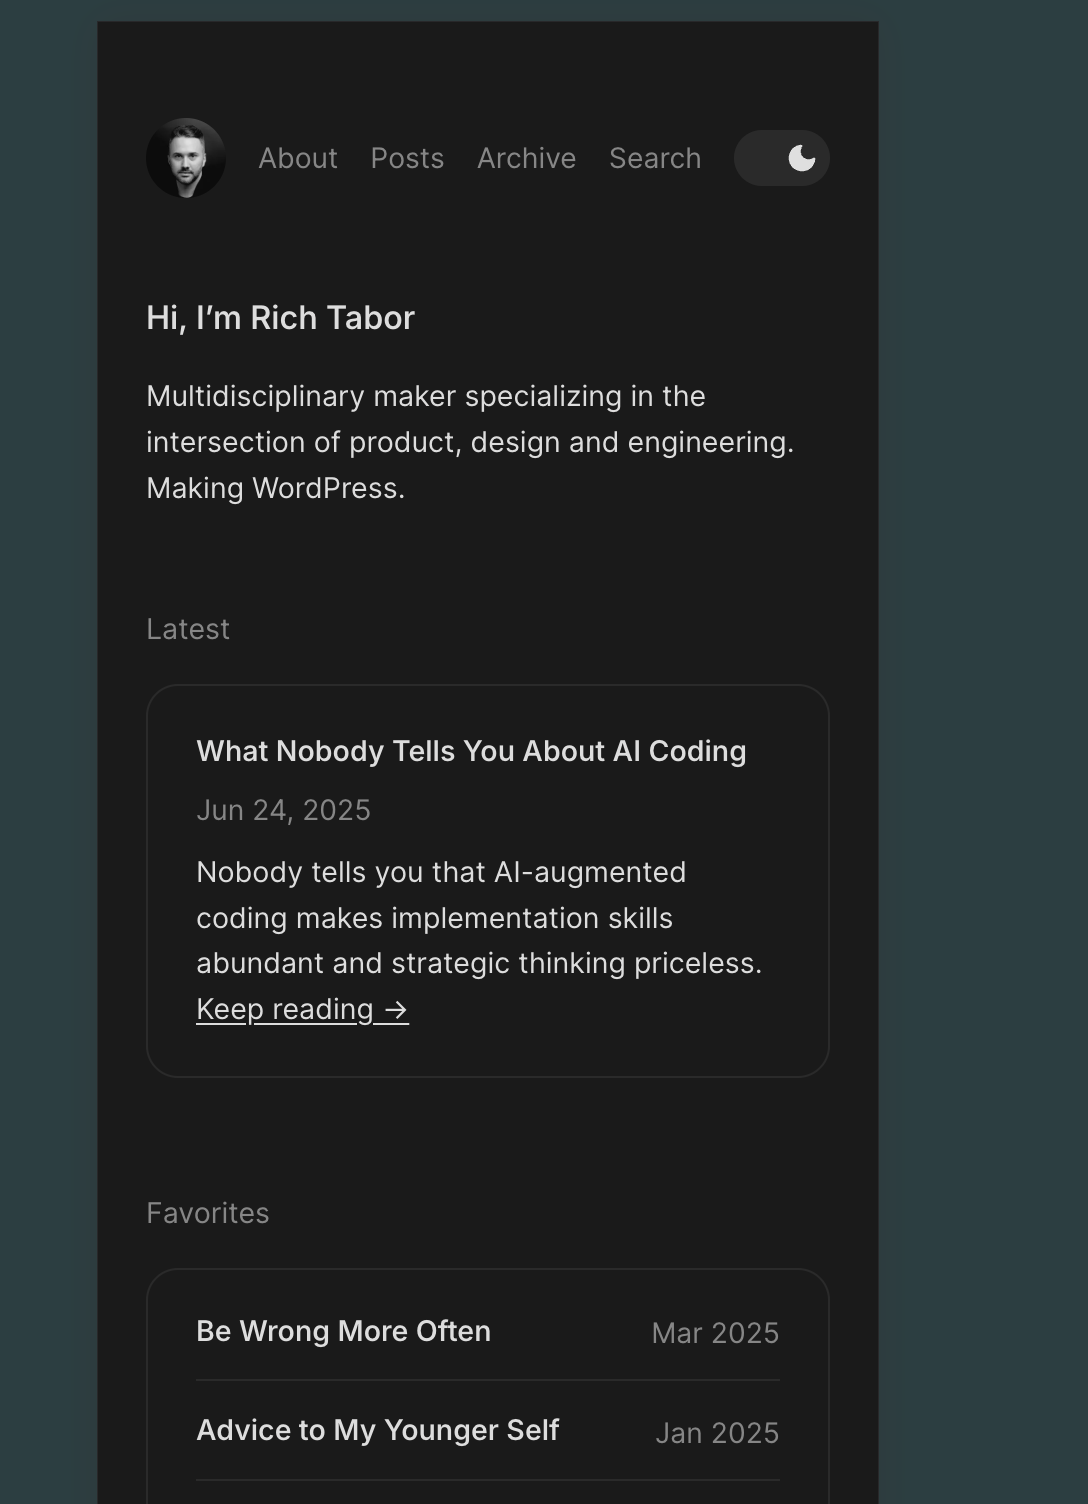 About Posts Archive Search
Hi, I’m Rich Tabor
Multidisciplinary maker specializing in the
intersection of product, design and engineering.
Making WordPress.
Latest
What Nobody Tells You About AI Coding
Jun 24, 2025
Nobody tells you that AI-augmented
coding makes implementation skills
abundant and strategic thinking priceless.
Keep reading →
Favorites
Be Wrong More Often Mar 2025
Advice to My Younger Self Jan 2025